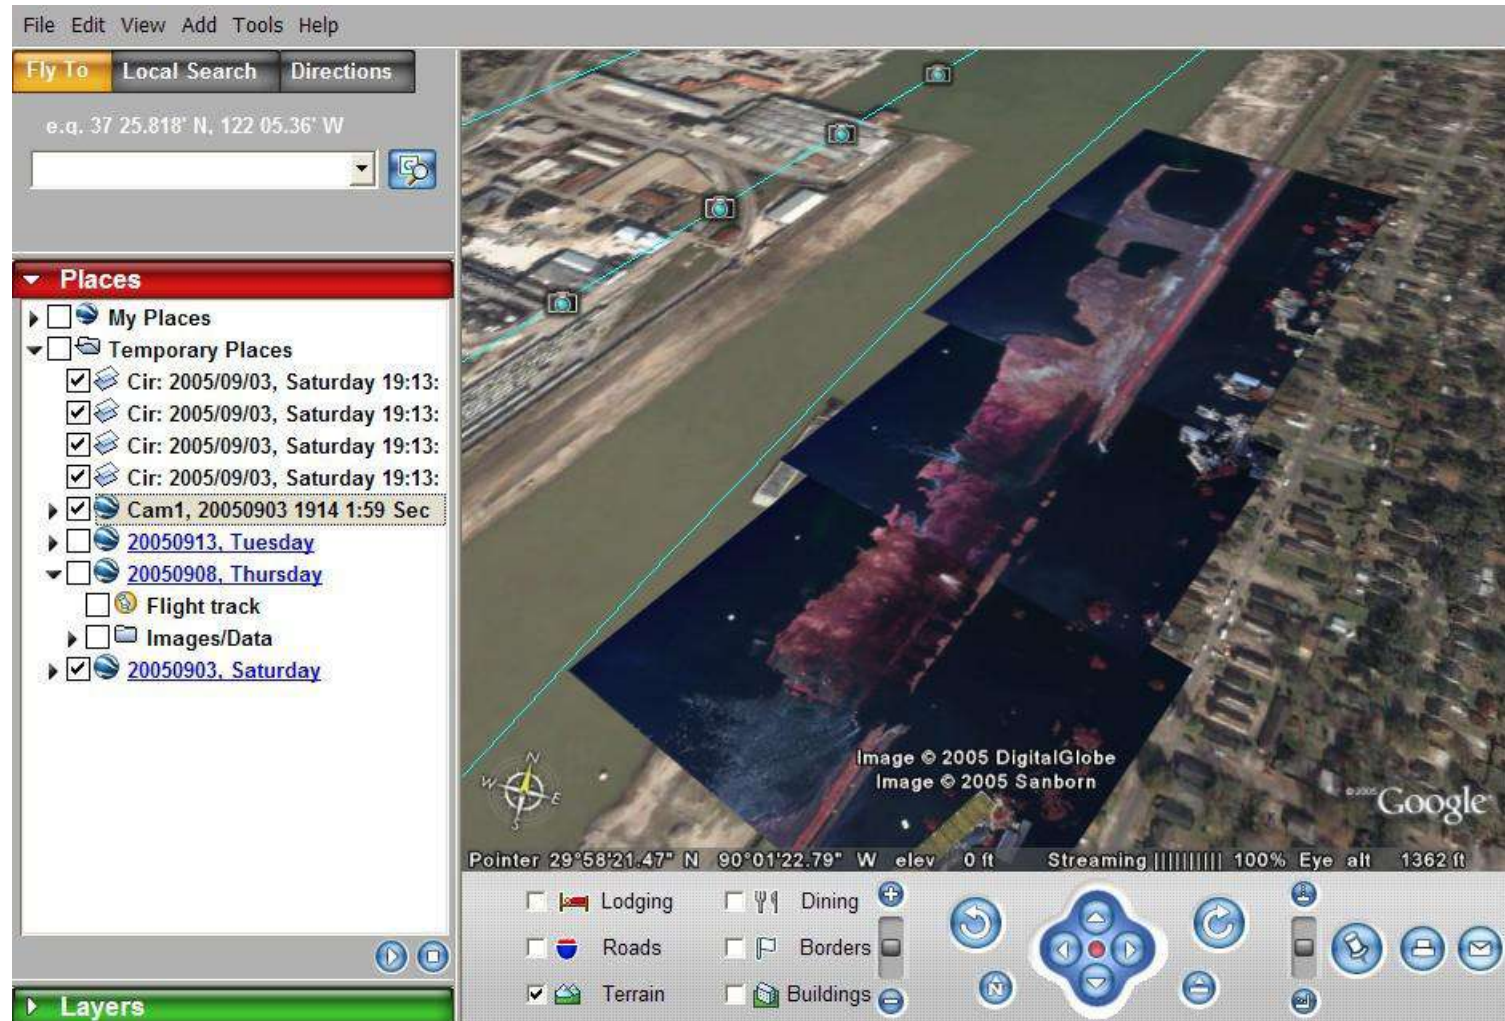 File Edit View Add Tools Help
Fly To Local Search Directions
e.g. 37 25.818' N, 122 05.36' W
Places
My Places
Temporary Places
Cir: 2005/09/03, Saturday 19:13:
Cir: 2005/09/03, Saturday 19:13:
Cir: 2005/09/03, Saturday 19:13:
Cir: 2005/09/03, Saturday 19:13:
Cam1, 20050903 1914 1:59 Sec
20050913, Tuesday
20050908, Thursday
Flight track
Images/Data
20050903, Saturday
Layers
N
W E
S
Image © 2005 DigitalGlobe
Image © 2005 Sanborn
©2005 Google
Pointer 29°58'21.47" N 90°01'22.79" W elev 0 ft Streaming |||||||||| 100% Eye alt 1362 ft
Lodging Dining
Roads Borders
Terrain Buildings
N